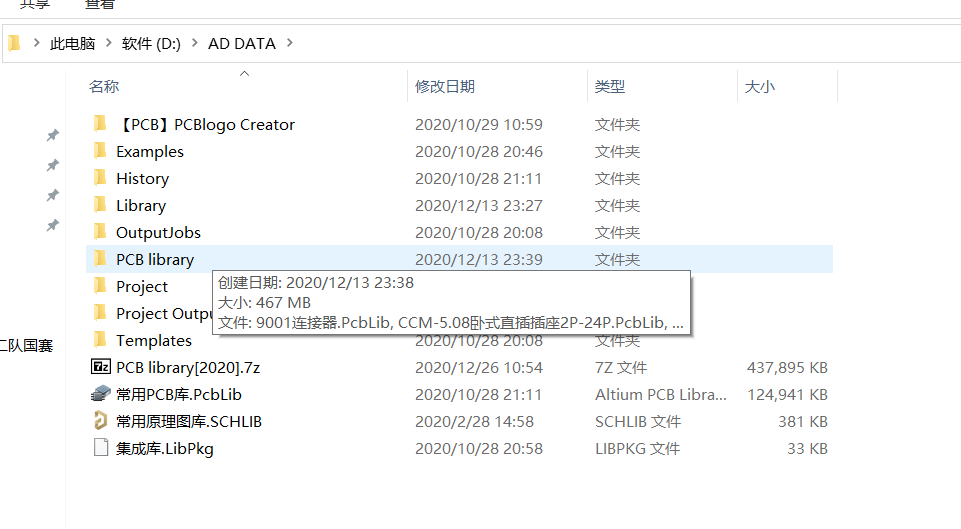 共享 查看
此电脑 > 软件 (D:) > AD DATA >
名称 修改日期 类型 大小
【PCB】PCBlogo Creator 2020/10/29 10:59 文件夹
Examples 2020/10/28 20:46 文件夹
History 2020/10/28 21:11 文件夹
Library 2020/12/13 23:27 文件夹
OutputJobs 2020/10/28 20:08 文件夹
PCB library 2020/12/13 23:39 文件夹
创建日期: 2020/12/13 23:38
大小: 467 MB
文件: 9001连接器.PcbLib, CCM-5.08卧式直插插座2P-24P.PcbLib, ...
Project
Project Outpu
Templates 2020/10/28 20:08 文件夹
队国赛
7z PCB library[2020].7z 2020/12/26 10:54 7Z 文件 437,895 KB
常用PCB库.PcbLib 2020/10/28 21:11 Altium PCB Libra... 124,941 KB
常用原理图库.SCHLIB 2020/2/28 14:58 SCHLIB 文件 381 KB
集成库.LibPkg 2020/10/28 20:58 LIBPKG 文件 33 KB